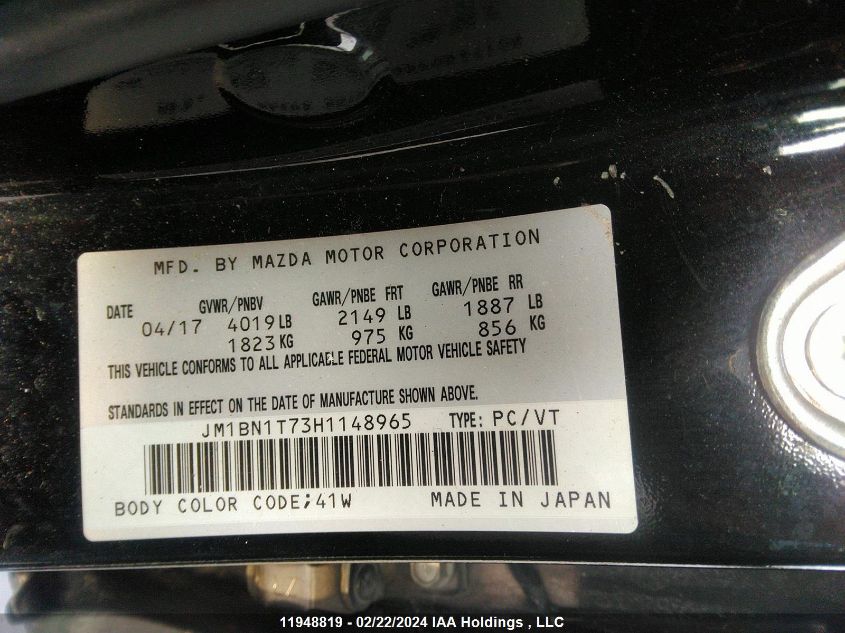 MFD. BY MAZDA MOTOR CORPORATION
DATE GVWR/PNBV GAWR/PNBE FRT GAWR/PNBE RR
04/17 4019 LB 2149 LB 1887 LB
1823 KG 975 KG 856 KG
THIS VEHICLE CONFORMS TO ALL APPLICABLE FEDERAL MOTOR VEHICLE SAFETY
STANDARDS IN EFFECT ON THE DATE OF MANUFACTURE SHOWN ABOVE.
JM1BN1T73H1148965 TYPE: PC/VT
BODY COLOR CODE;41W MADE IN JAPAN
11948819 - 02/22/2024 IAA Holdings , LLC